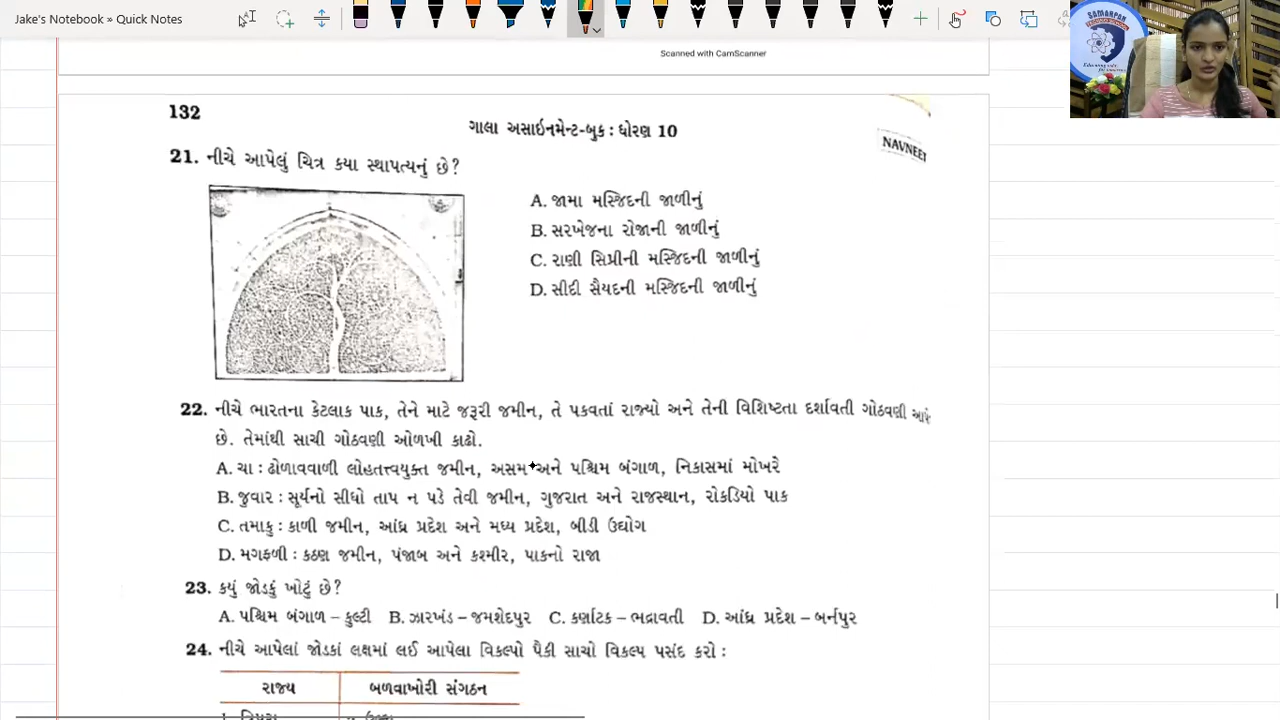 Jake's Notebook » Quick Notes
SAMARPAN
Scanned with CamScanner
132
ગાલા અસાઇનમેન્ટ-બુક : ધોરણ 10
NAVNEET
21. નીચે આપેલું ચિત્ર કયા સ્થાપત્યનું છે?
A. જામા મસ્જિદની જાળીનું
B. સરખેજના રોજાની જાળીનું
C. રાણી સિપ્રીની મસ્જિદની જાળીનું
D. સીદી સૈયદની મસ્જિદની જાળીનું
22. નીચે ભારતના કેટલાક પાક, તેને માટે જરૂરી જમીન, તે પકવતાં રાજ્યો અને તેની વિશિષ્ટતા દર્શાવતી ગોઠવણી આપે
છે. તેમાંથી સાચી ગોઠવણી ઓળખી કાઢો.
A. ચા : ઢોળાવવાળી લોહતત્ત્વયુક્ત જમીન, અસમ અને પશ્ચિમ બંગાળ, નિકાસમાં મોખરે
B. જુવાર : સૂર્યનો સીધો તાપ ન પડે તેવી જમીન, ગુજરાત અને રાજસ્થાન, રોકડિયો પાક
C. તમાકુ : કાળી જમીન, આંધ્ર પ્રદેશ અને મધ્ય પ્રદેશ, બીડી ઉદ્યોગ
D. મગફળી : કઠણ જમીન, પંજાબ અને કશ્મીર, પાકનો રાજા
23. કયું જોડકું ખોટું છે?
A. પશ્ચિમ બંગાળ – કુલ્ટી B. ઝારખંડ – જમશેદપુર C. કર્ણાટક – ભદ્રાવતી D. આંધ્ર પ્રદેશ – બર્નપુર
24. નીચે આપેલાં જોડકાં લક્ષમાં લઈ આપેલા વિકલ્પો પૈકી સાચો વિકલ્પ પસંદ કરો :
રાજ્ય બળવાખોરી સંગઠન